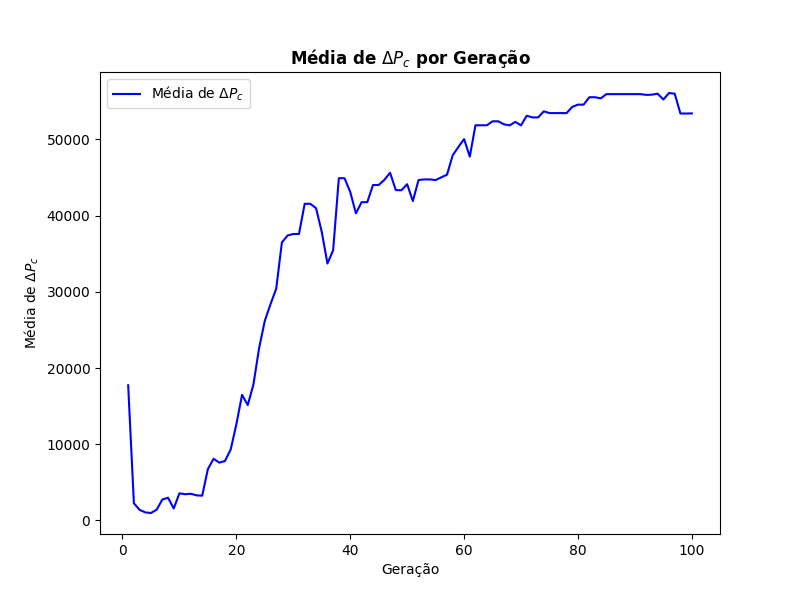 Média de ΔP_c por Geração
Média de ΔP_c
50000
40000
30000
20000
10000
0
Média de ΔP_c
0 20 40 60 80 100
Geração